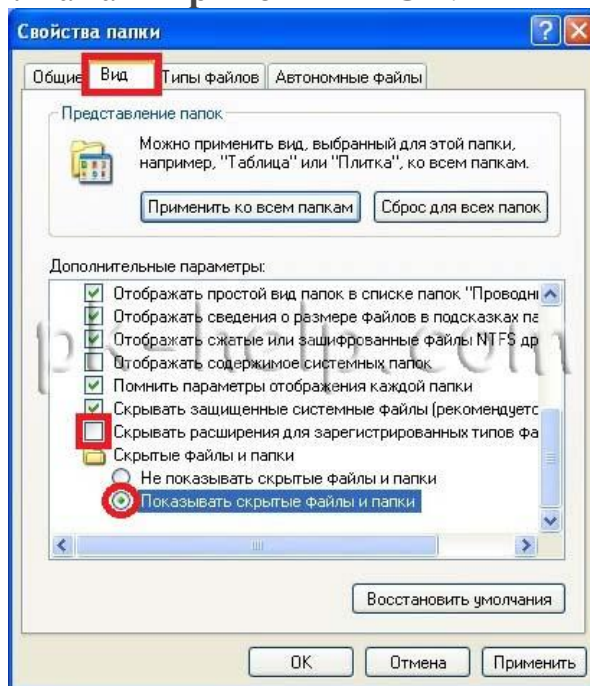 Свойства папки
Общие Вид Типы файлов Автономные файлы
Представление папок
Можно применить вид, выбранный для этой папки,
например, "Таблица" или "Плитка", ко всем папкам.
Применить ко всем папкам Сброс для всех папок
Дополнительные параметры:
Отображать простой вид папок в списке папок "Проводни
Отображать сведения о размере файлов в подсказках па
Отображать сжатые или зашифрованные файлы NTFS др
Отображать содержимое системных папок
Помнить параметры отображения каждой папки
Скрывать защищенные системные файлы (рекомендуетс
Скрывать расширения для зарегистрированных типов фа
Скрытые файлы и папки
Не показывать скрытые файлы и папки
Показывать скрытые файлы и папки
Восстановить умолчания
OK Отмена Применить
pk-help.com